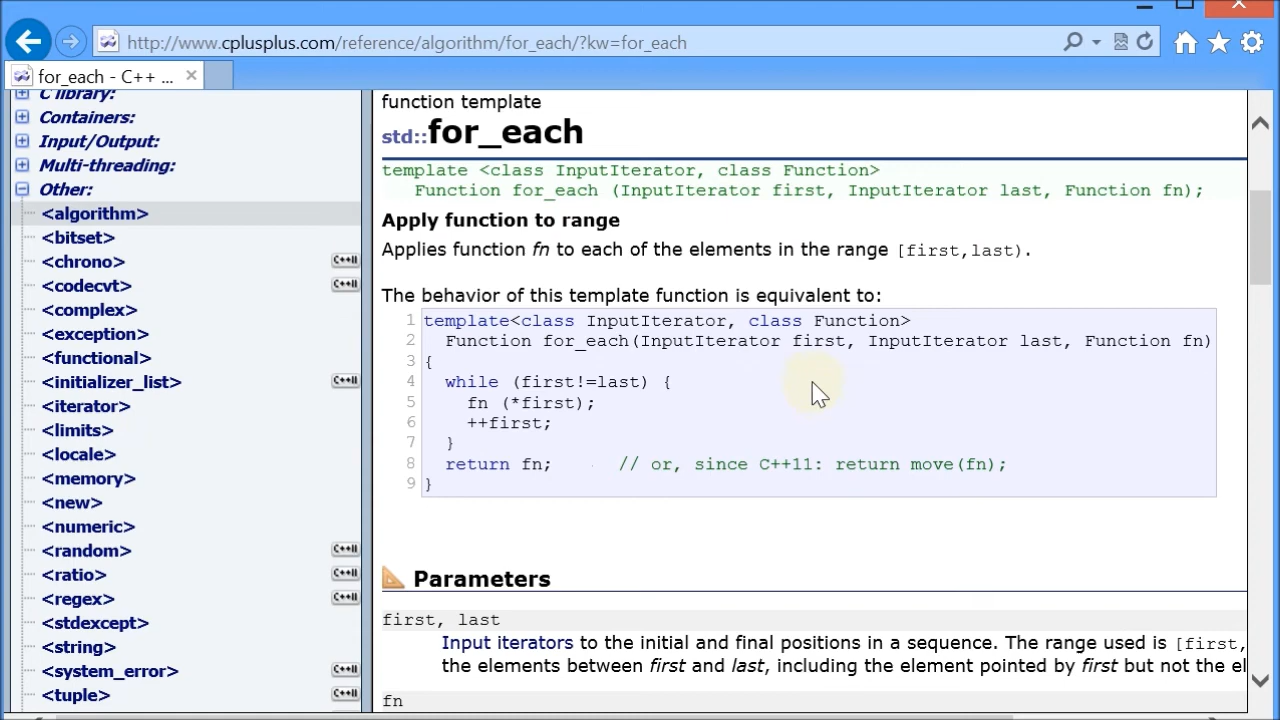 http://www.cplusplus.com/reference/algorithm/for_each/?kw=for_each
for_each - C++ ...
C library:
Containers:
Input/Output:
Multi-threading:
Other:
<algorithm>
<bitset>
<chrono> C++11
<codecvt> C++11
<complex>
<exception>
<functional>
<initializer_list> C++11
<iterator>
<limits>
<locale>
<memory>
<new>
<numeric>
<random> C++11
<ratio> C++11
<regex> C++11
<stdexcept>
<string>
<system_error> C++11
<tuple> C++11
function template
std::for_each
template <class InputIterator, class Function>
Function for_each (InputIterator first, InputIterator last, Function fn);
Apply function to range
Applies function fn to each of the elements in the range [first,last).
The behavior of this template function is equivalent to:
1 template<class InputIterator, class Function>
2 Function for_each(InputIterator first, InputIterator last, Function fn)
3 {
4 while (first!=last) {
5 fn (*first);
6 ++first;
7 }
8 return fn; // or, since C++11: return move(fn);
9 }
Parameters
first, last
Input iterators to the initial and final positions in a sequence. The range used is [first,
the elements between first and last, including the element pointed by first but not the el
fn